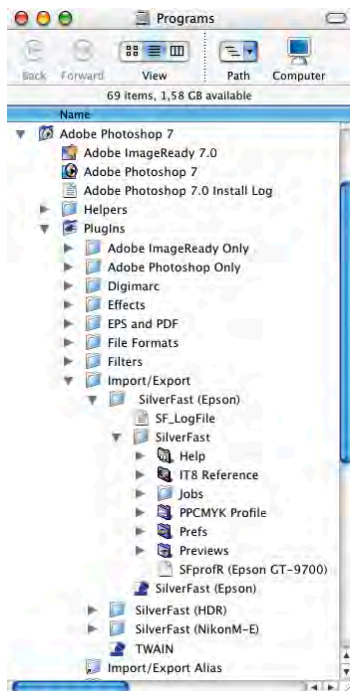 Programs
Back Forward View Path Computer
69 items, 1,58 GB available
Name
Adobe Photoshop 7
Adobe ImageReady 7.0
Adobe Photoshop 7
Adobe Photoshop 7.0 Install Log
Helpers
PlugIns
Adobe ImageReady Only
Adobe Photoshop Only
Digimarc
Effects
EPS and PDF
File Formats
Filters
Import/Export
SilverFast (Epson)
SF_LogFile
SilverFast
Help
IT8 Reference
Jobs
PPCMYK Profile
Prefs
Previews
SFprofR (Epson GT-9700)
SilverFast (Epson)
SilverFast (HDR)
SilverFast (NikonM-E)
TWAIN
Import/Export Alias